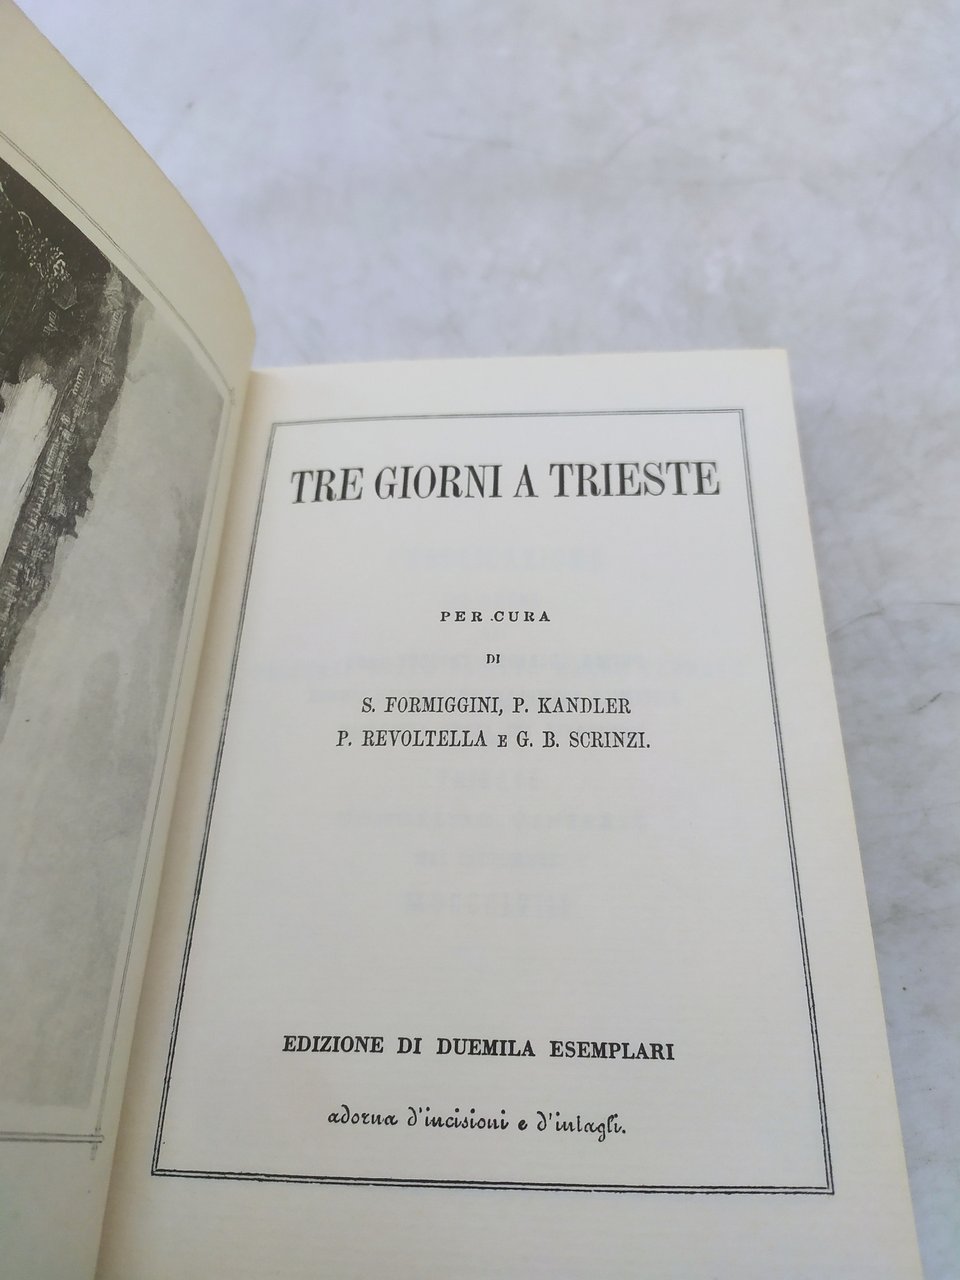 TRE GIORNI A TRIESTE
PER CURA
DI
S. FORMIGGINI, P. KANDLER
P. REVOLTELLA E G. B. SCRINZI.
EDIZIONE DI DUEMILA ESEMPLARI
adorna d'incisioni e d'intagli.